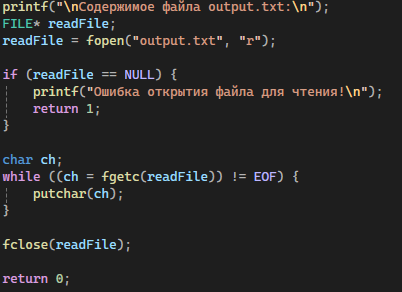 printf("\nСодержимое файла output.txt:\n");
FILE* readFile;
readFile = fopen("output.txt", "r");
if (readFile == NULL) {
printf("Ошибка открытия файла для чтения!\n");
return 1;
}
char ch;
while ((ch = fgetc(readFile)) != EOF) {
putchar(ch);
}
fclose(readFile);
return 0;